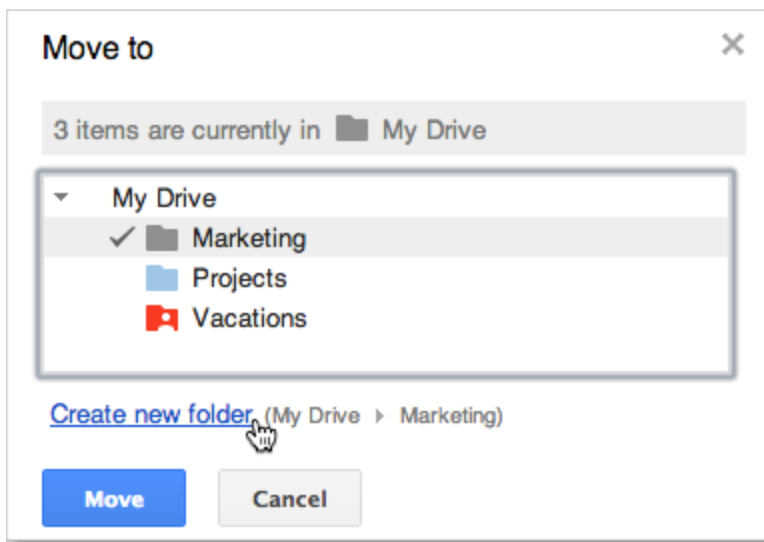 Move to
3 items are currently in My Drive
My Drive
Marketing
Projects
Vacations
Create new folder (My Drive Marketing)
Move Cancel